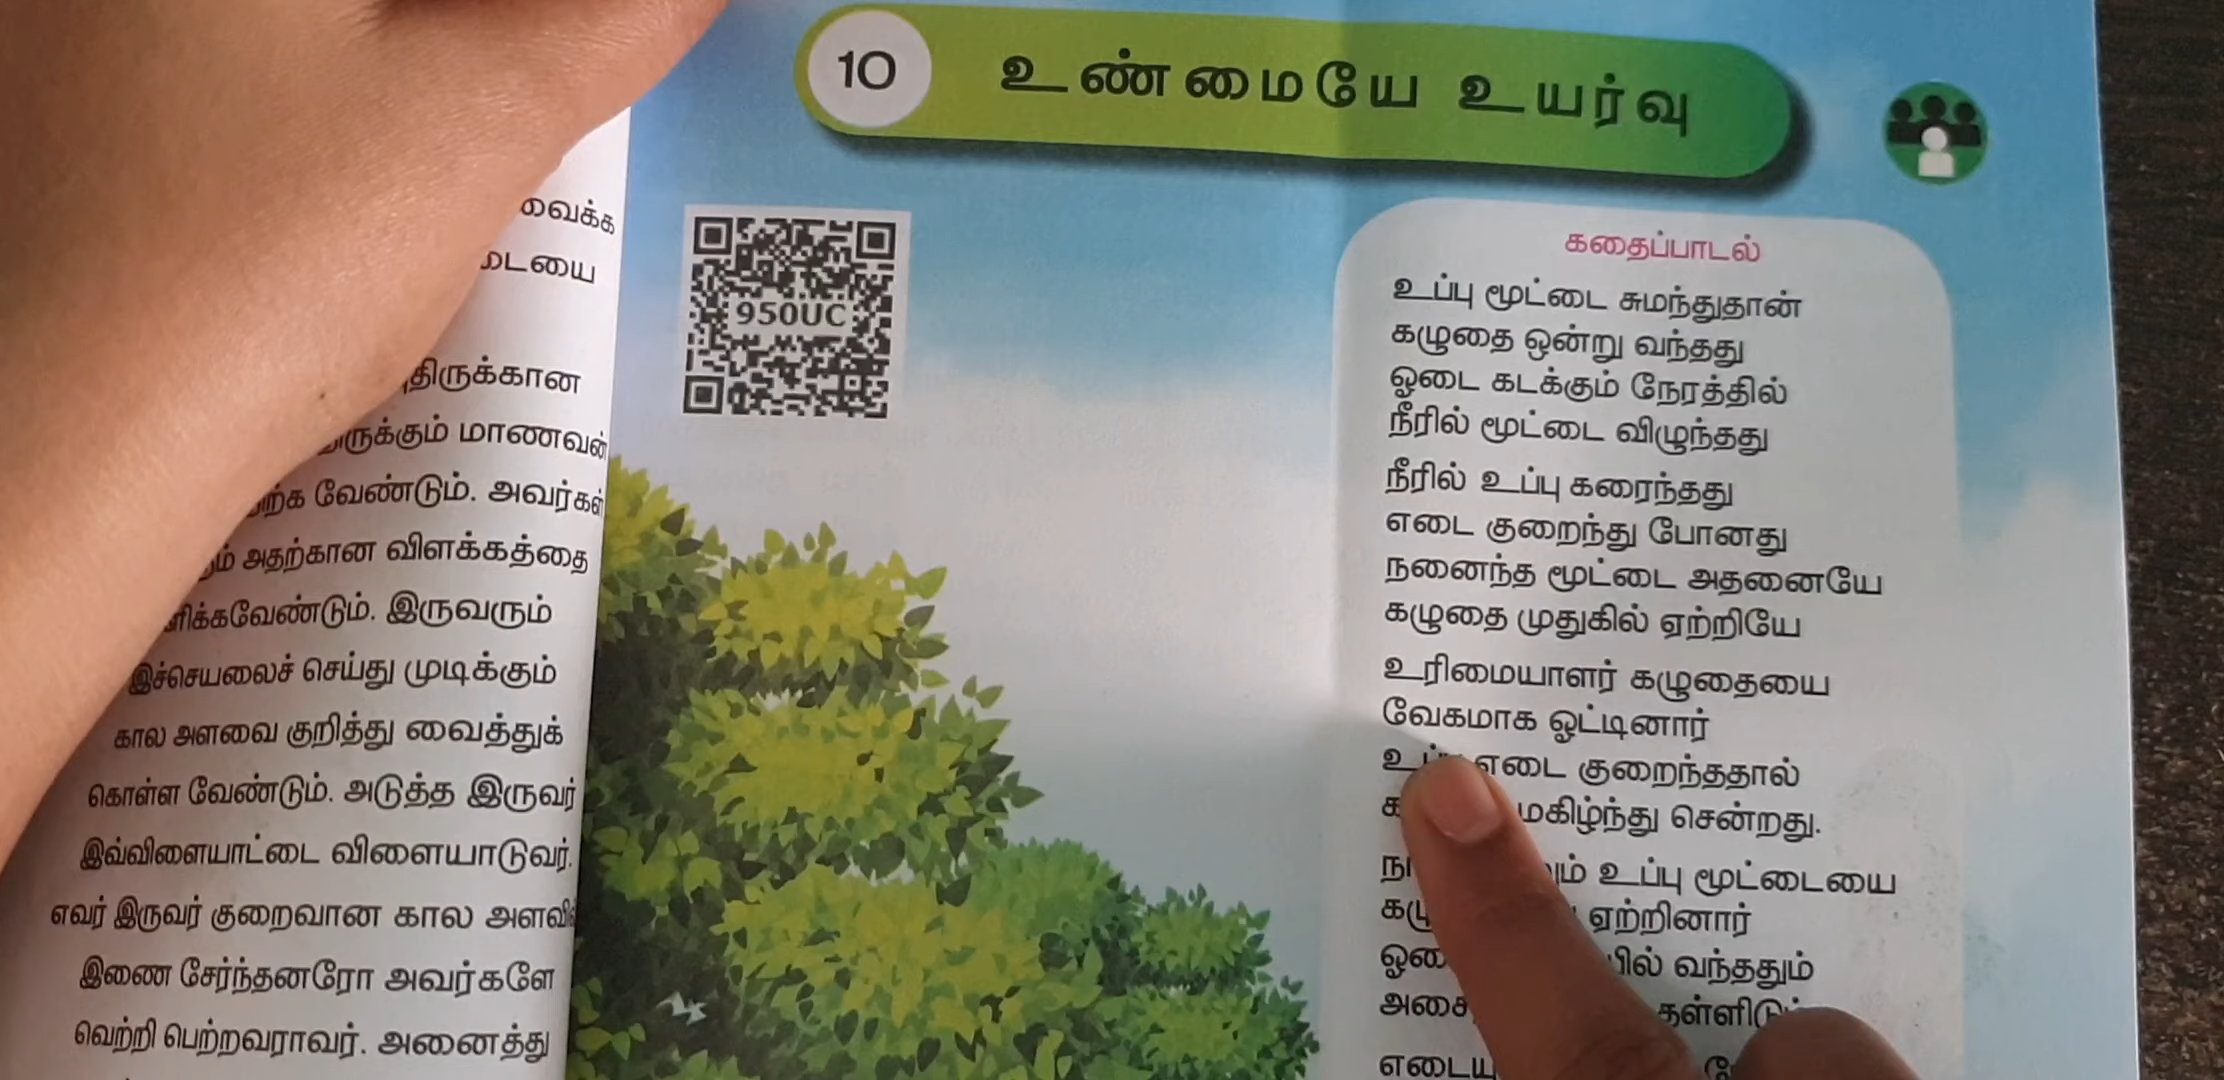 வைக்க
திருக்கான
மாணவன்
வேண்டும். அவர்கள்
அதற்கான விளக்கத்தை
இருவரும்
இச்செயலைச் செய்து முடிக்கும்
கால அளவை குறித்து வைத்துக்
கொள்ள வேண்டும். அடுத்த இருவர்
இவ்விளையாட்டை விளையாடுவர்.
எவர் இருவர் குறைவான கால
இணை சேர்ந்தனரோ அவர்களே
வெற்றி பெற்றவராவர். அனைத்து
10 உண்மையே உயர்வு
950UC
கதைப்பாடல்
உப்பு மூட்டை சுமந்துதான்
கழுதை ஒன்று வந்தது
ஓடை கடக்கும் நேரத்தில்
நீரில் மூட்டை விழுந்தது
நீரில் உப்பு கரைந்தது
எடை குறைந்து போனது
நனைந்த மூட்டை அதனையே
கழுதை முதுகில் ஏற்றியே
உரிமையாளர் கழுதையை
வேகமாக ஓட்டினார்
எடை குறைந்ததால்
மகிழ்ந்து சென்றது.
உப்பு மூட்டையை
ஏற்றினார்
வந்ததும்